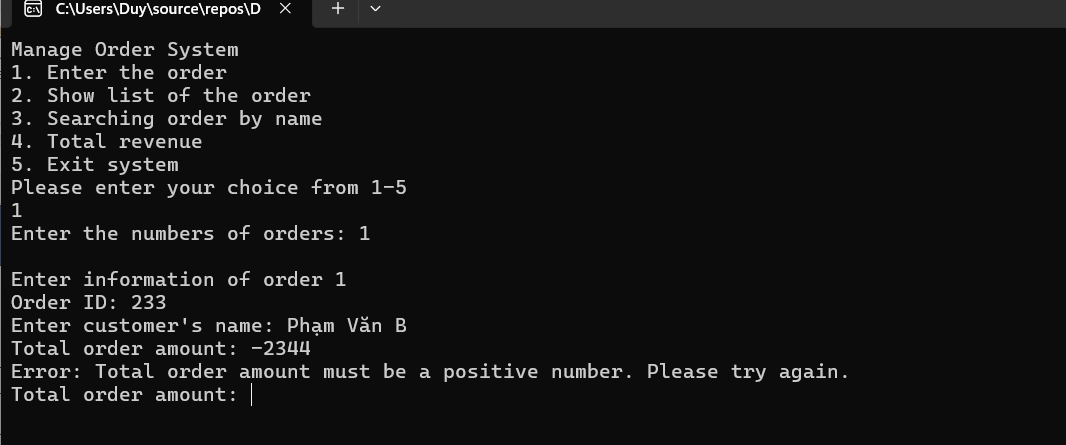 C:\Users\Duy\source\repos\D
Manage Order System
1. Enter the order
2. Show list of the order
3. Searching order by name
4. Total revenue
5. Exit system
Please enter your choice from 1-5
1
Enter the numbers of orders: 1
Enter information of order 1
Order ID: 233
Enter customer's name: Phạm Văn B
Total order amount: -2344
Error: Total order amount must be a positive number. Please try again.
Total order amount: